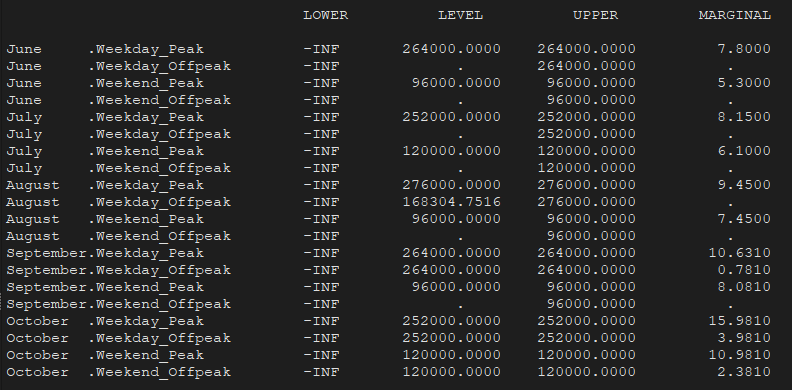 LOWER LEVEL UPPER MARGINAL
June .Weekday_Peak -INF 264000.0000 264000.0000 7.8000
June .Weekday_Offpeak -INF . 264000.0000 .
June .Weekend_Peak -INF 96000.0000 96000.0000 5.3000
June .Weekend_Offpeak -INF . 96000.0000 .
July .Weekday_Peak -INF 252000.0000 252000.0000 8.1500
July .Weekday_Offpeak -INF . 252000.0000 .
July .Weekend_Peak -INF 120000.0000 120000.0000 6.1000
July .Weekend_Offpeak -INF . 120000.0000 .
August .Weekday_Peak -INF 276000.0000 276000.0000 9.4500
August .Weekday_Offpeak -INF 168304.7516 276000.0000 .
August .Weekend_Peak -INF 96000.0000 96000.0000 7.4500
August .Weekend_Offpeak -INF . 96000.0000 .
September.Weekday_Peak -INF 264000.0000 264000.0000 10.6310
September.Weekday_Offpeak -INF 264000.0000 264000.0000 0.7810
September.Weekend_Peak -INF 96000.0000 96000.0000 8.0810
September.Weekend_Offpeak -INF . 96000.0000 .
October .Weekday_Peak -INF 252000.0000 252000.0000 15.9810
October .Weekday_Offpeak -INF 252000.0000 252000.0000 3.9810
October .Weekend_Peak -INF 120000.0000 120000.0000 10.9810
October .Weekend_Offpeak -INF 120000.0000 120000.0000 2.3810